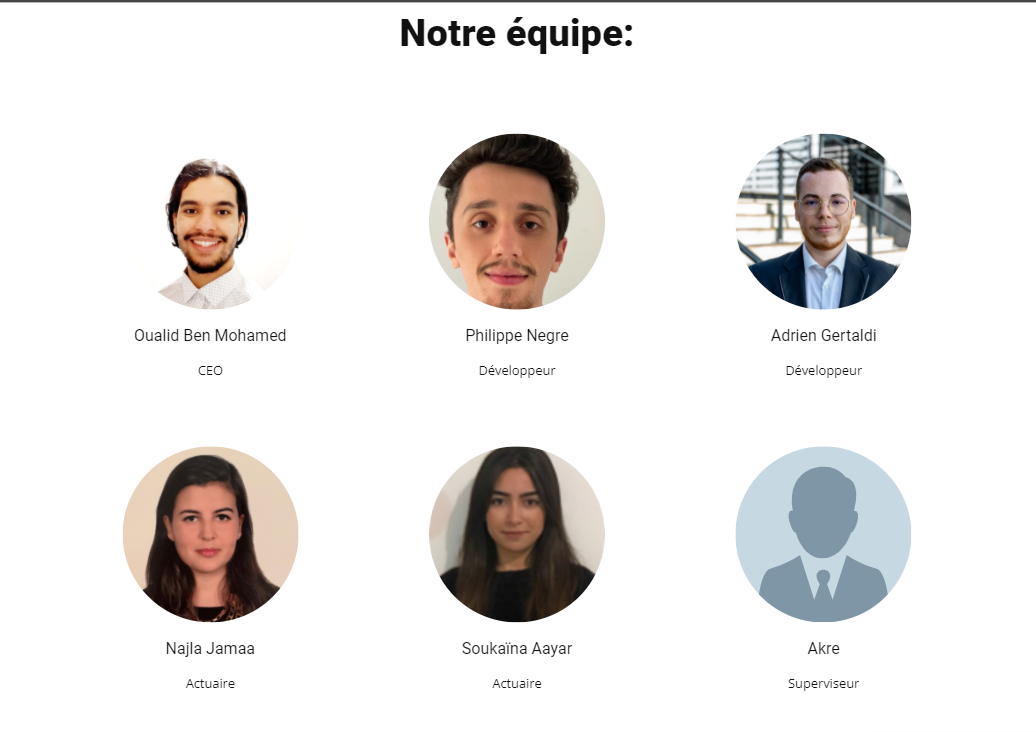 Notre équipe:
Oualid Ben Mohamed
Philippe Negre
Adrien Gertaldi
CEO
Développeur
Développeur
Najla Jamaa
Soukaïna Aayar
Akre
Actuaire
Actuaire
Superviseur